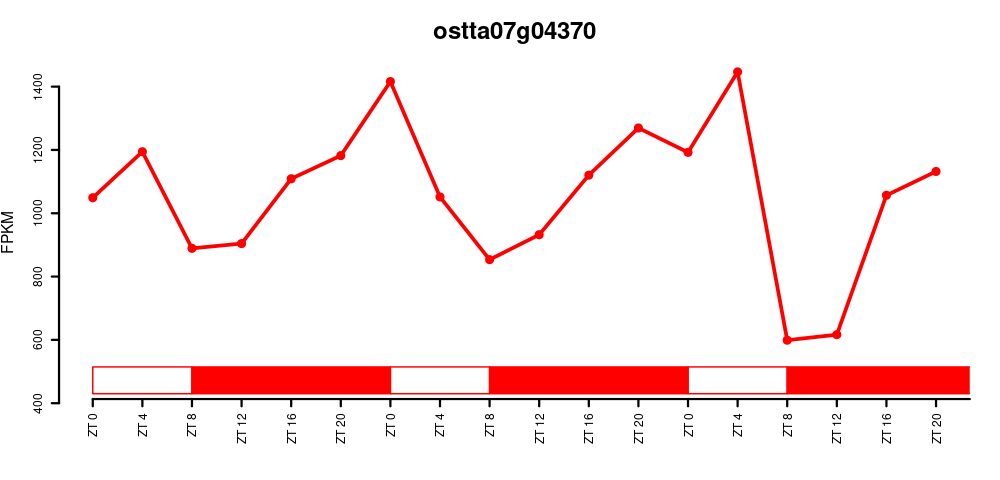 ostta07g04370
FPKM
1400
1200
1000
800
600
400
ZT 0
ZT 4
ZT 8
ZT 12
ZT 16
ZT 20
ZT 0
ZT 4
ZT 8
ZT 12
ZT 16
ZT 20
ZT 0
ZT 4
ZT 8
ZT 12
ZT 16
ZT 20